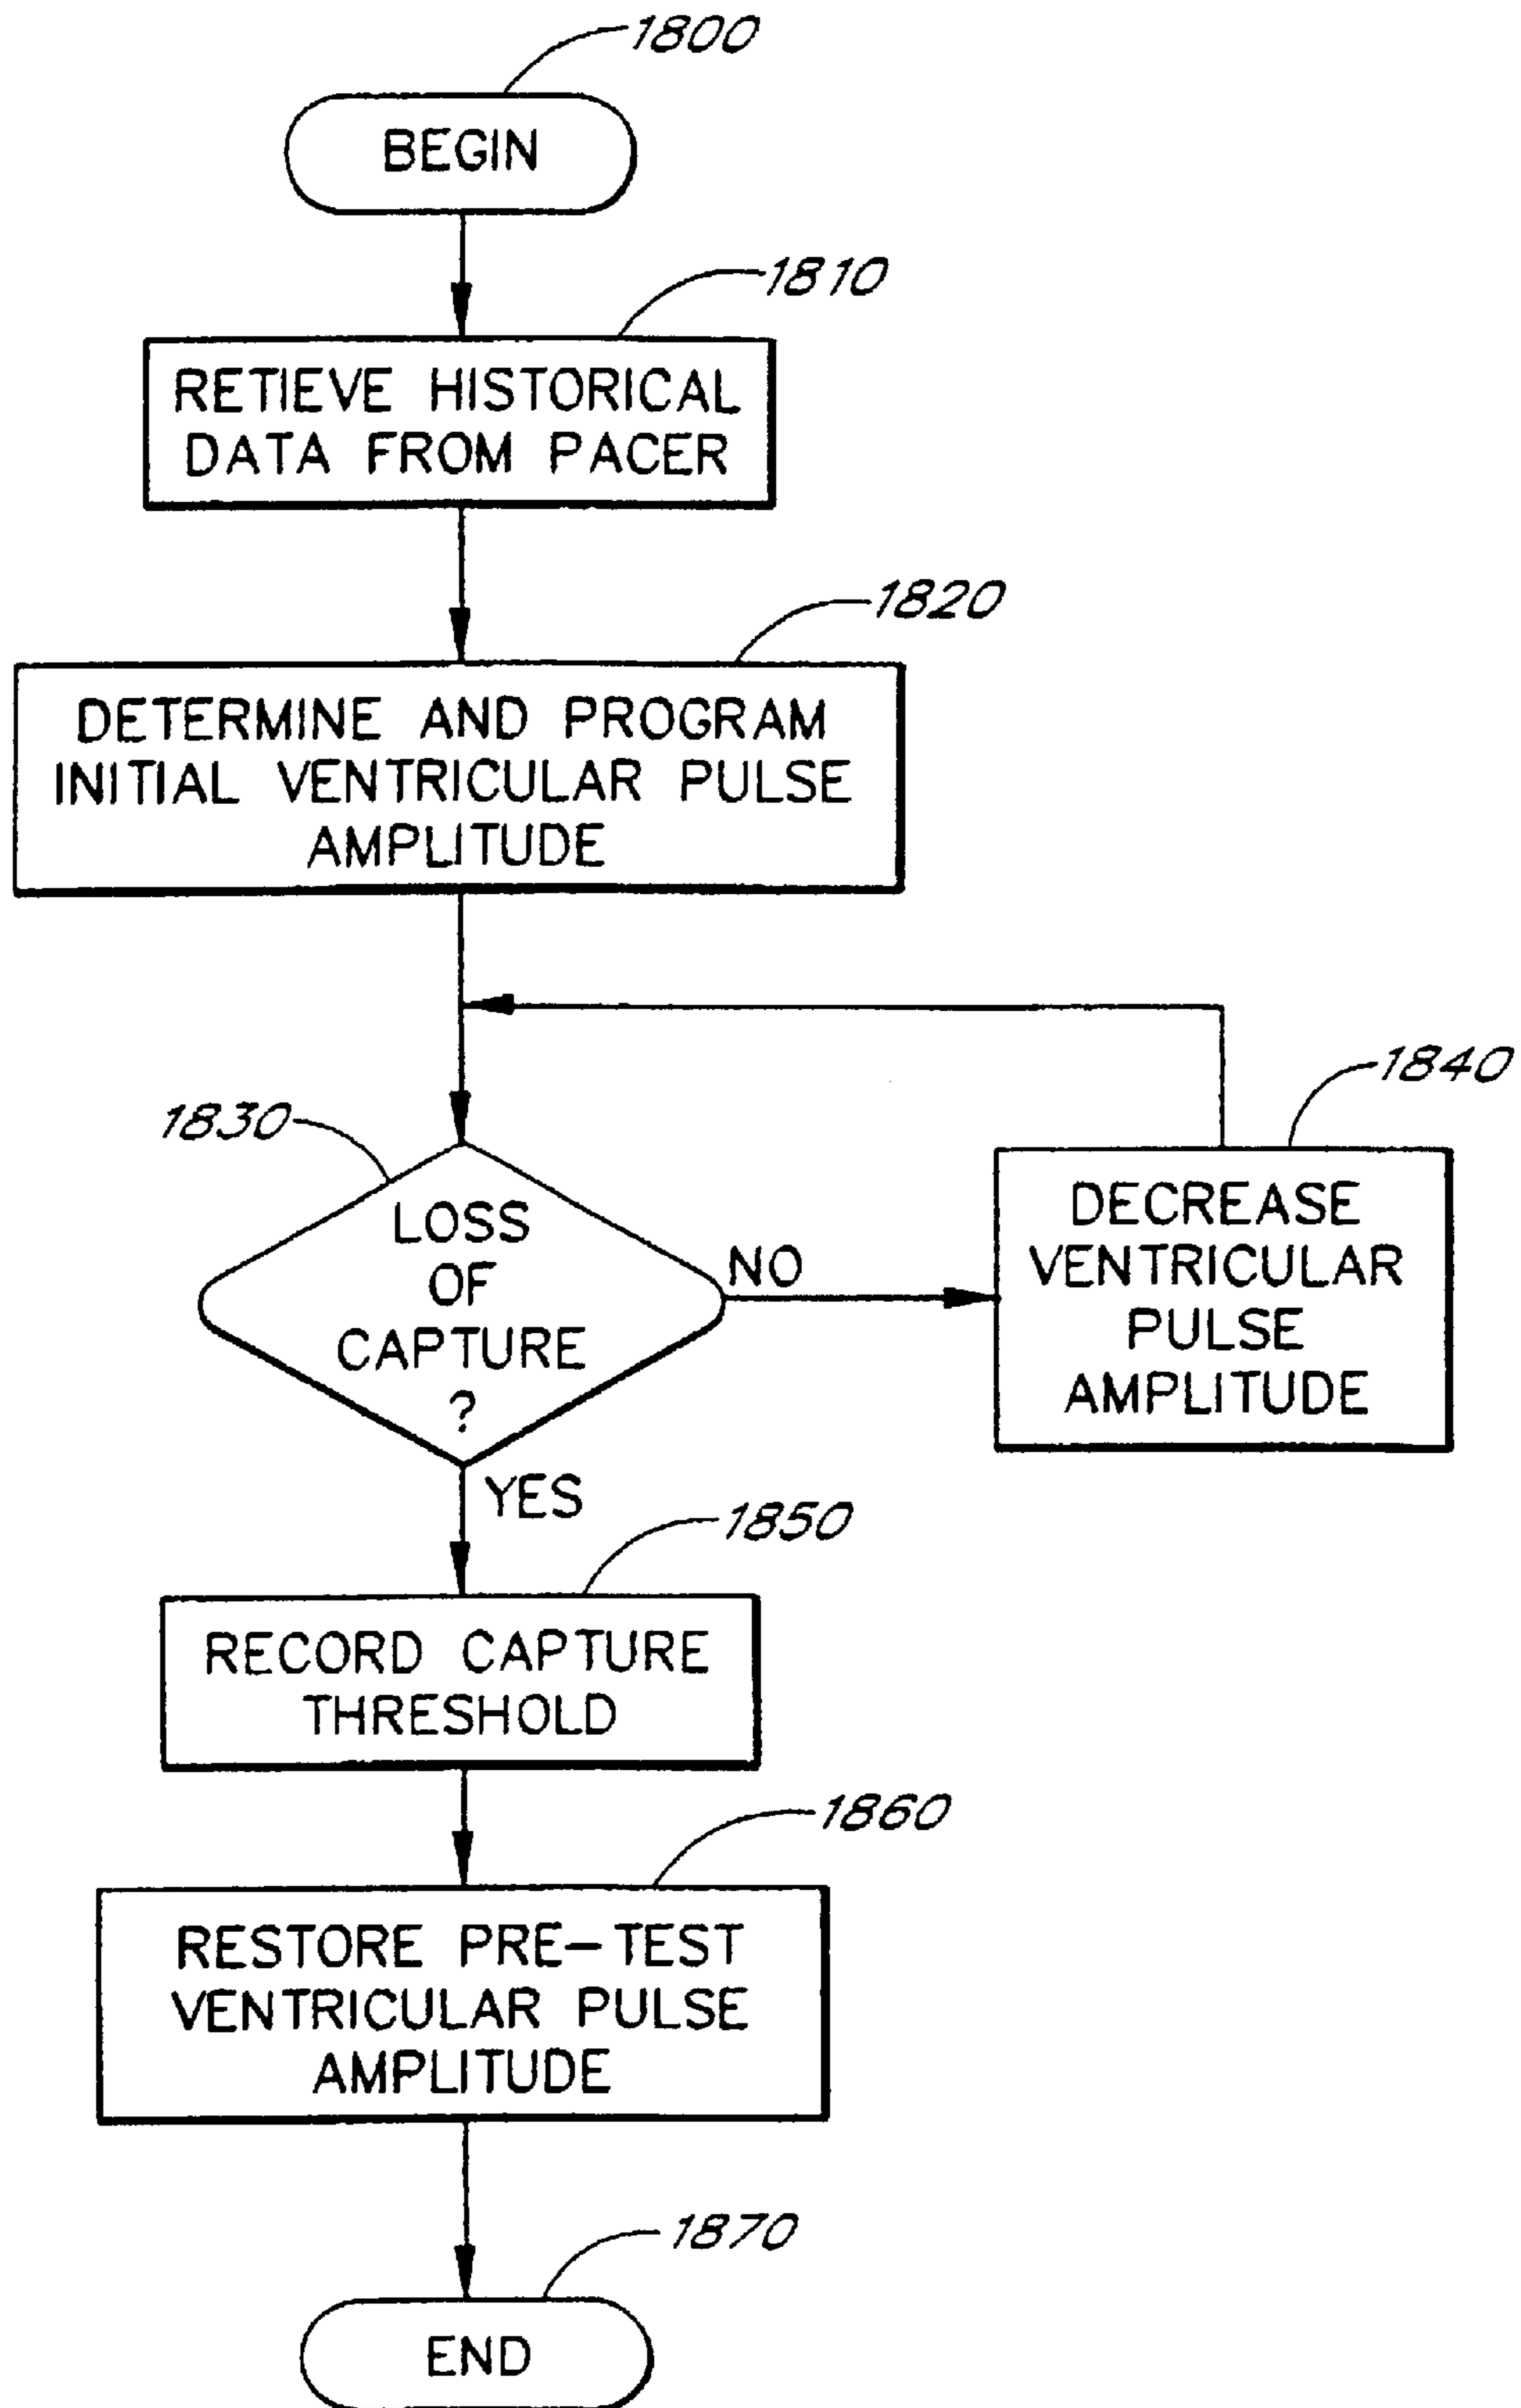 1800
BEGIN
1810
RETIEVE HISTORICAL
DATA FROM PACER
1820
DETERMINE AND PROGRAM
INITIAL VENTRICULAR PULSE
AMPLITUDE
1830
LOSS
OF
CAPTURE
?
NO
1840
DECREASE
VENTRICULAR
PULSE
AMPLITUDE
YES
1850
RECORD CAPTURE
THRESHOLD
1860
RESTORE PRE-TEST
VENTRICULAR PULSE
AMPLITUDE
1870
END